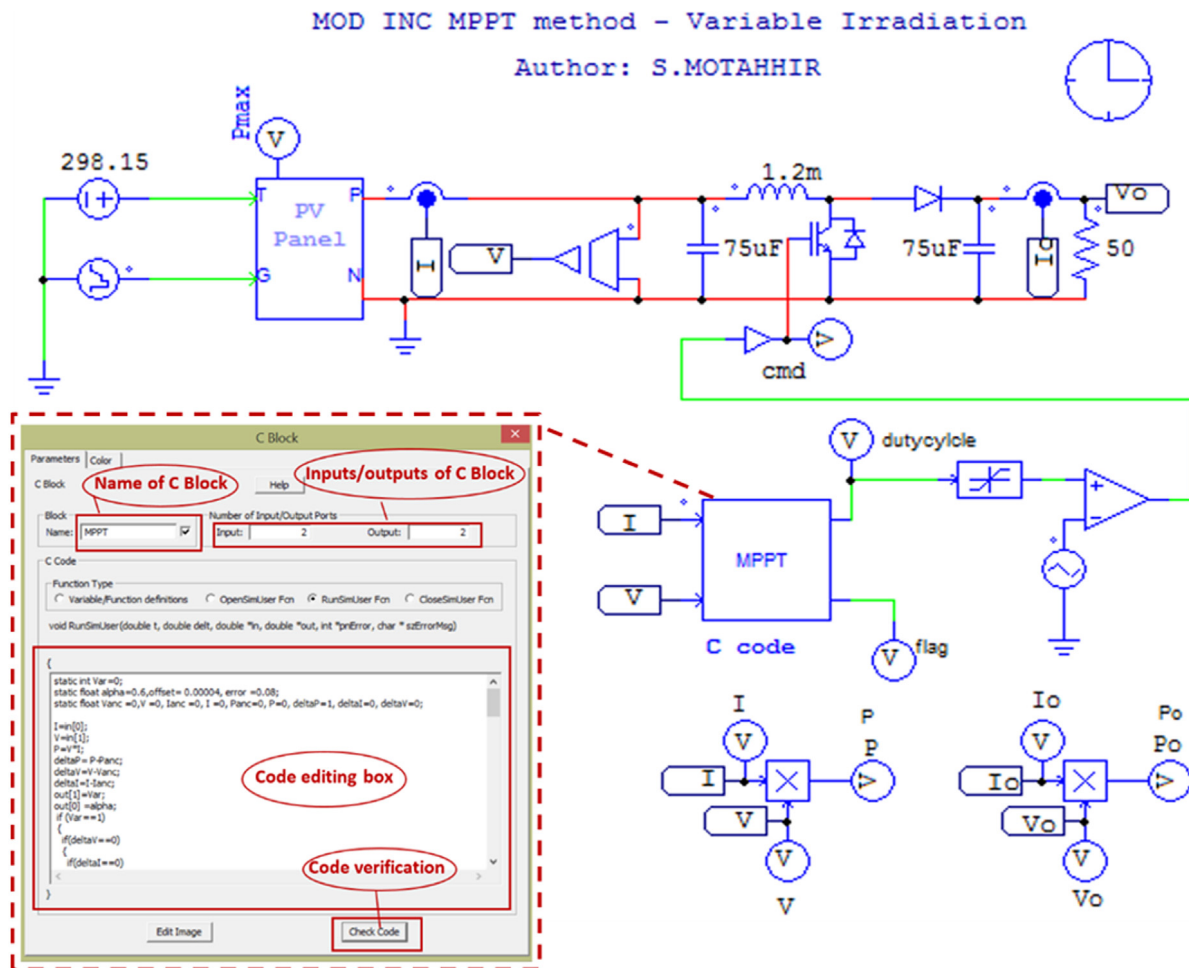 MOD INC MPPT method - Variable Irradiation
Author: S.MOTAHHIR
Pmax
V
298.15
T
P
PV
Panel
G
N
I
V
75uF
1.2m
75uF
Io
Vo
50
V
cmd
C Block
Parameters
Color
C Block
Name of C Block
Help
Inputs/outputs of C Block
Block
Name:
MPPT
Number of Input/Output Ports
Input:
2
Output:
2
C Code
Function Type
Variable/Function definitions
OpenSimUser Fcn
RunSimUser Fcn
CloseSimUser Fcn
void RunSimUser(double t, double delt, double *in, double *out, int *pnError, char * szErrorMsg)
{
static int Var=0;
static float alpha=0.6,offset= 0.00004, error =0.08;
static float Vanc =0,V =0, Ianc =0, I =0, Panc=0, P=0, deltaP=1, deltaI=0, deltaV=0;
I=in[0];
V=in[1];
P=V*I;
deltaP= P-Panc;
deltaV=V-Vanc;
deltaI=I-Ianc;
out[1]=Var;
out[0] =alpha;
if (Var==1)
{
if(deltaV==0)
{
if(deltaI==0)
Code editing box
Code verification
}
Edit Image
Check Code
V
dutycylcle
I
V
MPPT
C code
V
flag
I
V
I
V
V
V
P
P
V
Io
V
Io
Vo
V
Vo
Po
Po
V